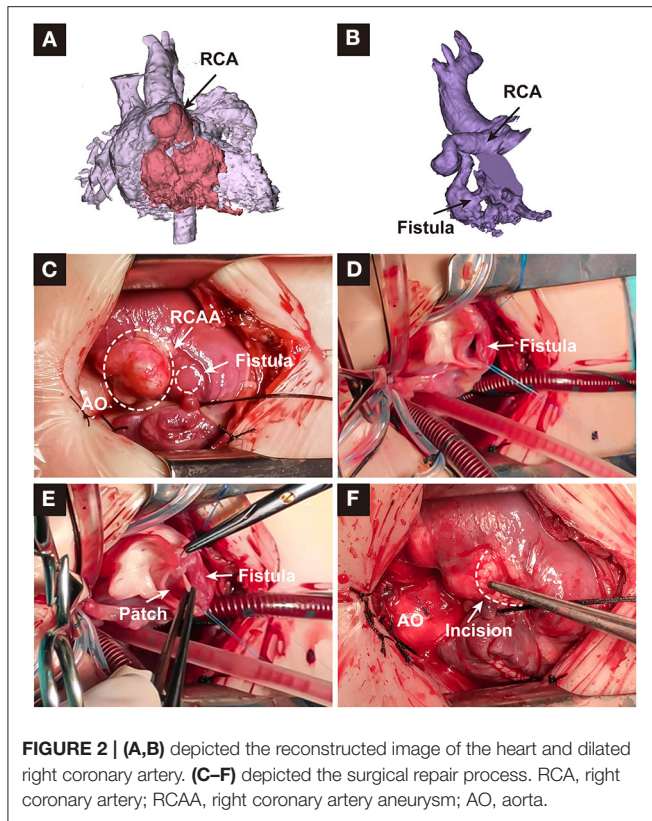 A
RCA
B
RCA
Fistula
C
RCAA
Fistula
AO
D
Fistula
E
Fistula
Patch
F
AO
Incision
FIGURE 2 | (A,B) depicted the reconstructed image of the heart and dilated
right coronary artery. (C–F) depicted the surgical repair process. RCA, right
coronary artery; RCAA, right coronary artery aneurysm; AO, aorta.